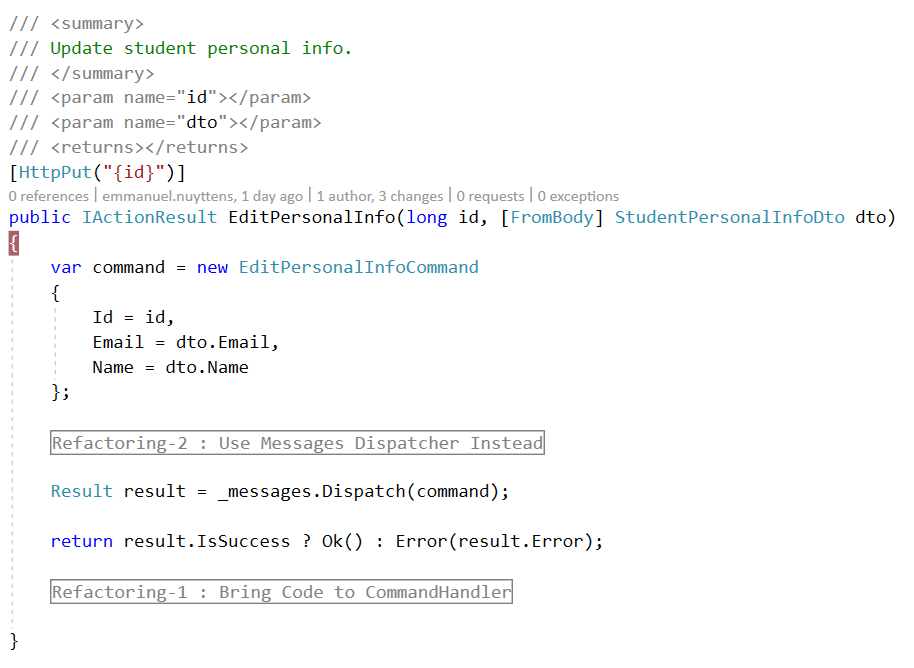 /// <summary>
/// Update student personal info.
/// </summary>
/// <param name="id"></param>
/// <param name="dto"></param>
/// <returns></returns>
[HttpPut("{id}")]
0 references | emmanuel.nuyttens, 1 day ago | 1 author, 3 changes | 0 requests | 0 exceptions
public IActionResult EditPersonalInfo(long id, [FromBody] StudentPersonalInfoDto dto)
{
    var command = new EditPersonalInfoCommand
    {
        Id = id,
        Email = dto.Email,
        Name = dto.Name
    };
    Refactoring-2 : Use Messages Dispatcher Instead
    Result result = _messages.Dispatch(command);
    return result.IsSuccess ? Ok() : Error(result.Error);
    Refactoring-1 : Bring Code to CommandHandler
}